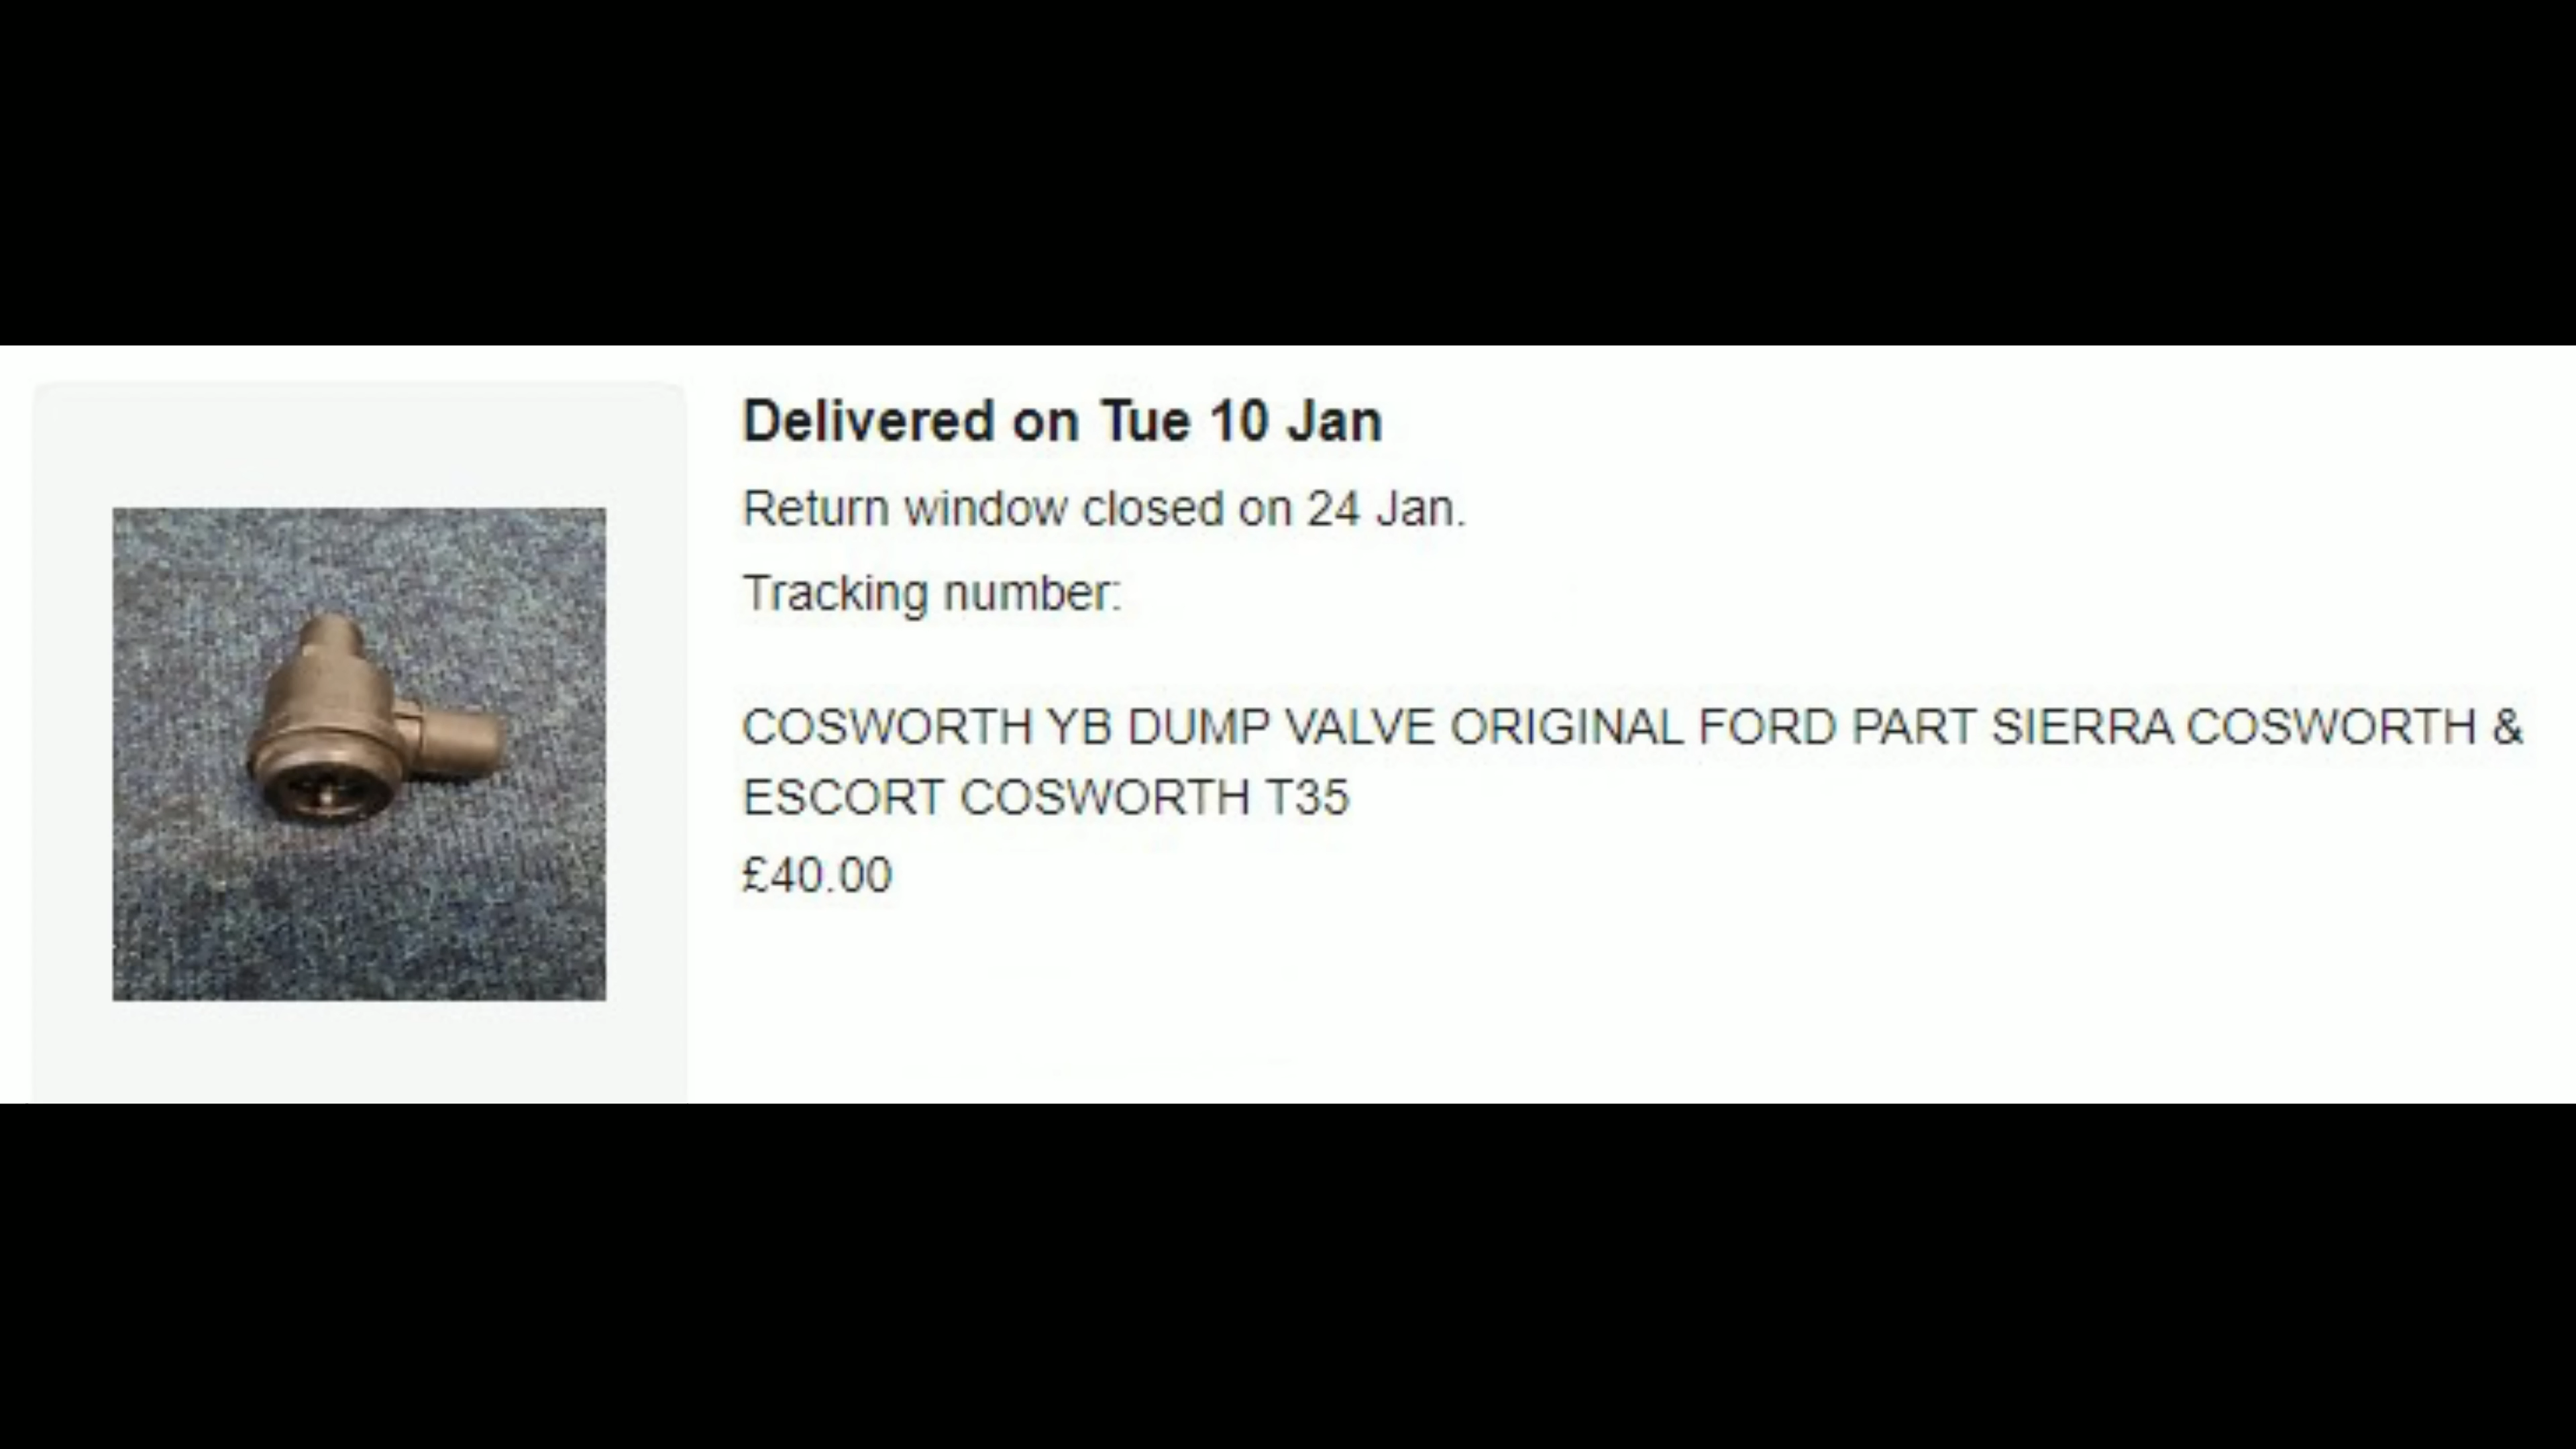 Delivered on Tue 10 Jan
Return window closed on 24 Jan.
Tracking number:
COSWORTH YB DUMP VALVE ORIGINAL FORD PART SIERRA COSWORTH &
ESCORT COSWORTH T35
£40.00